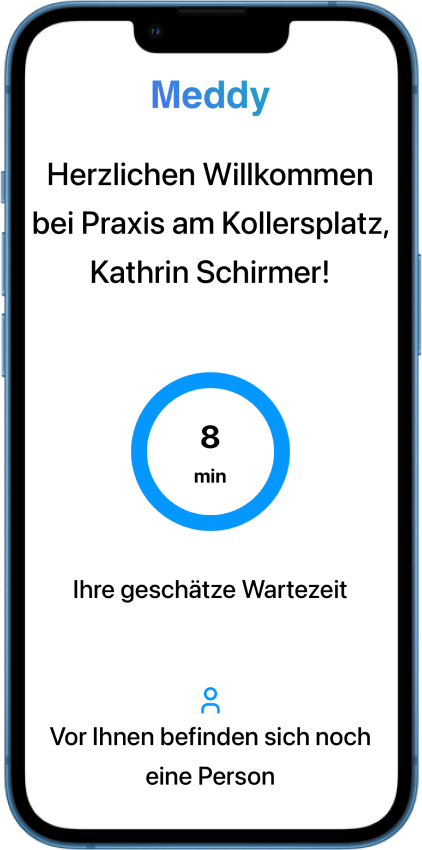 Meddy
Herzlichen Willkommen
bei Praxis am Kollersplatz,
Kathrin Schirmer!
8
min
Ihre geschätze Wartezeit
Vor Ihnen befinden sich noch
eine Person